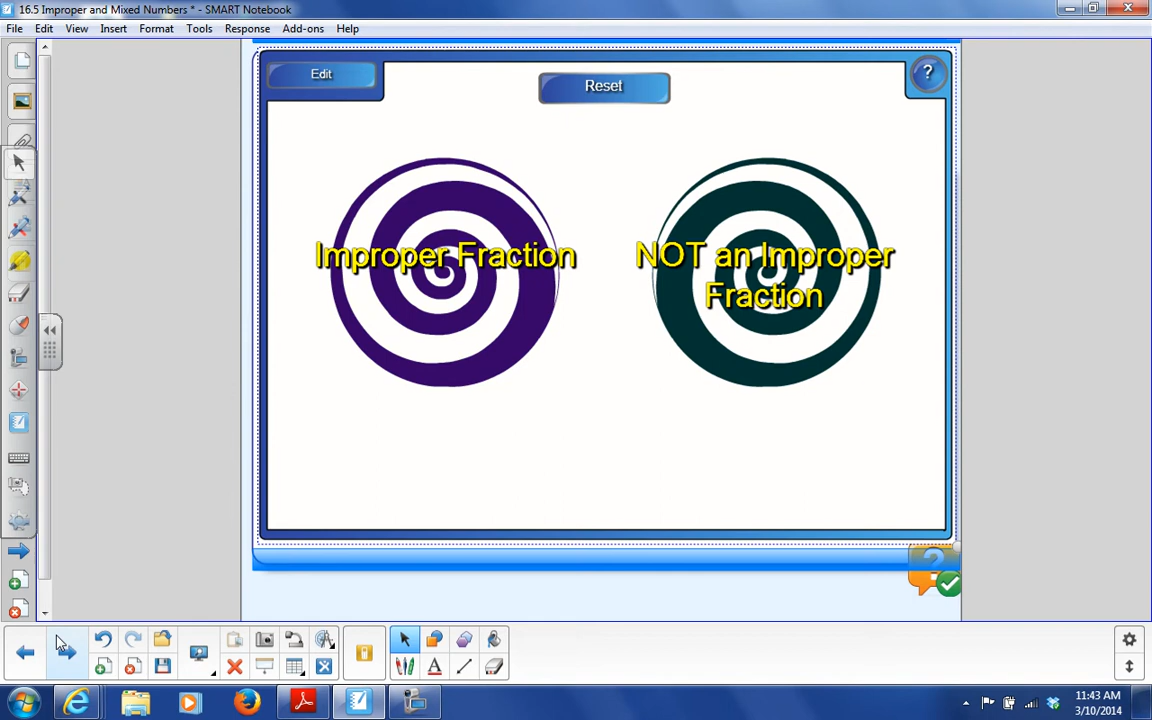 16.5 Improper and Mixed Numbers * - SMART Notebook
File Edit View Insert Format Tools Response Add-ons Help
Edit
Reset
?
Improper Fraction
NOT an Improper
Fraction
?
A
11:43 AM
3/10/2014